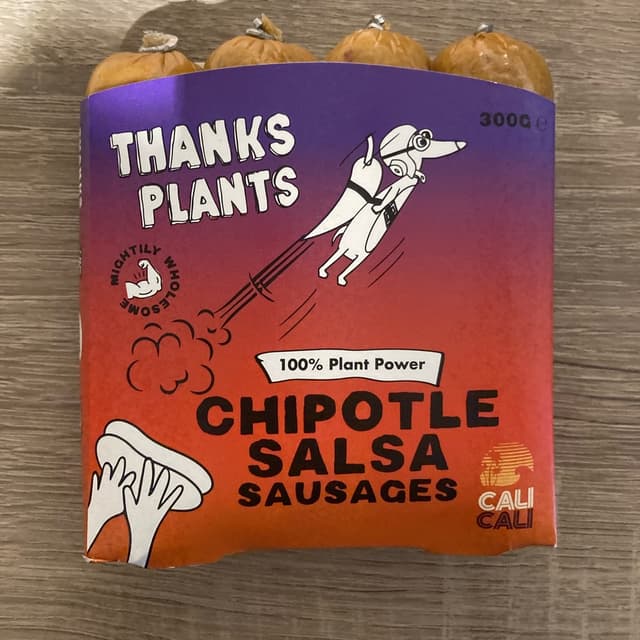 300G e
THANKS
PLANTS
MIGHTILY WHOLESOME
100% Plant Power
CHIPOTLE
SALSA
SAUSAGES
CALI
CALI